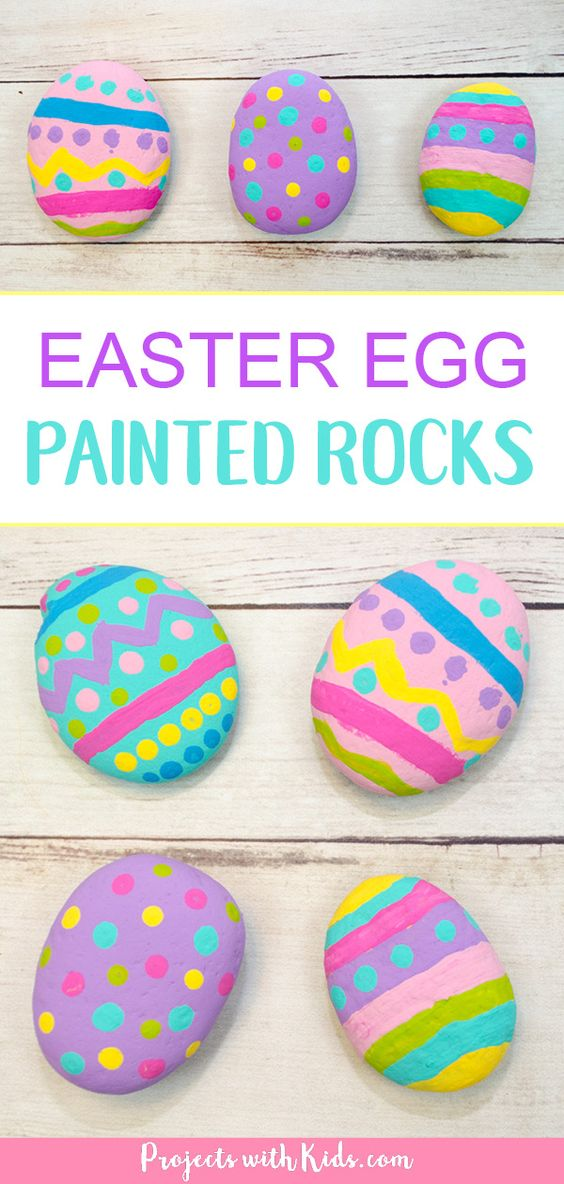 EASTER EGG
PAINTED ROCKS
Projects with Kids.com